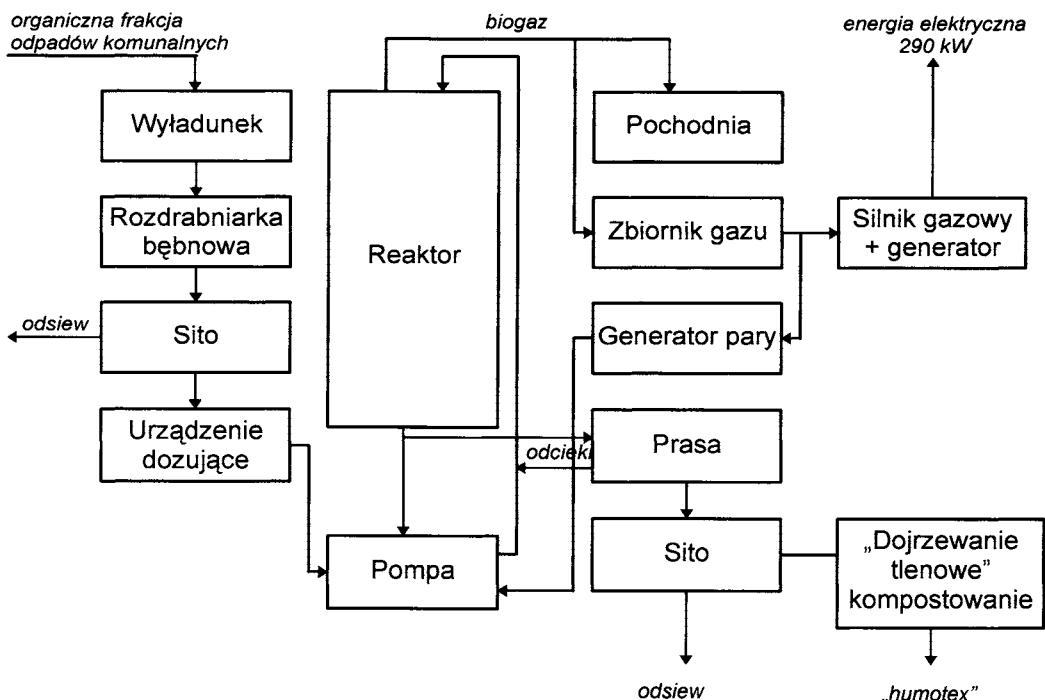 organiczna frakcja
odpadów komunalnych
biogaz
energia elektryczna
290 kW
Wyładunek
Pochodnia
Rozdrabniarka
bębnowa
Reaktor
Zbiornik gazu
Silnik gazowy
+ generator
odsiew
Sito
Generator pary
Urządzenie
dozujące
odcieki
Prasa
Pompa
Sito
„Dojrzewanie
tlenowe”
kompostowanie
odsiew
„humotex”